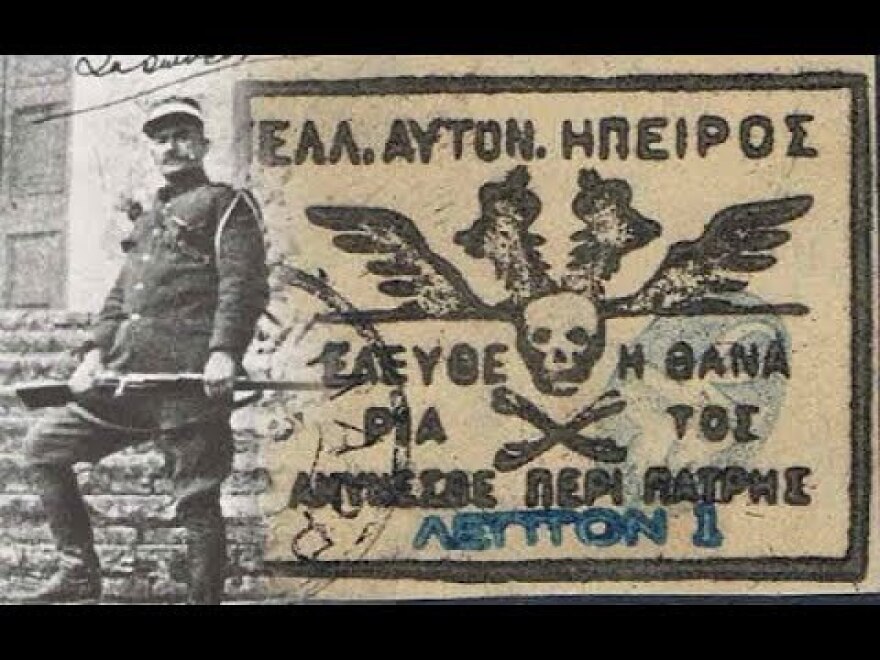 ΕΛΛ. ΑΥΤΟΝ. ΗΠΕΙΡΟΣ
ΕΛΕΥΘΕ Η ΘΑΝΑ
ΡΙΑ ΤΟΣ
ΑΜΥΝΕΣΘΕ ΠΕΡΙ ΠΑΤΡΗΣ
ΛΕΠΤΟΝ 1